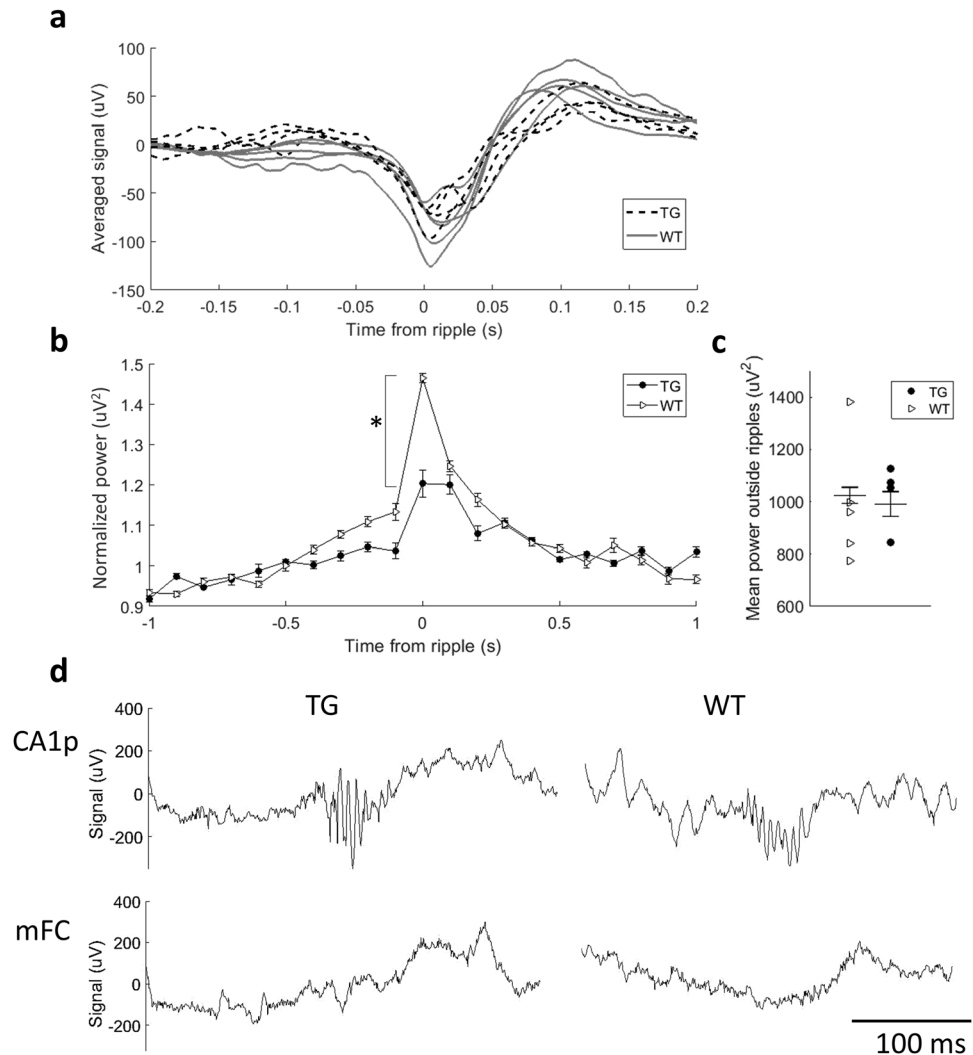 a
Averaged signal (uV)
100
50
0
-50
-100
-150
-0.2
-0.15
-0.1
-0.05
0
0.05
0.1
0.15
0.2
TG
WT
Time from ripple (s)
b
Normalized power (uV²)
1.5
1.4
1.3
1.2
1.1
1
0.9
-1
-0.5
0
0.5
1
*
TG
WT
Time from ripple (s)
c
Mean power outside ripples (uV²)
1400
1200
1000
800
600
TG
WT
d
TG
WT
CA1p
Signal (uV)
400
200
0
-200
mFC
Signal (uV)
400
200
0
-200
100 ms